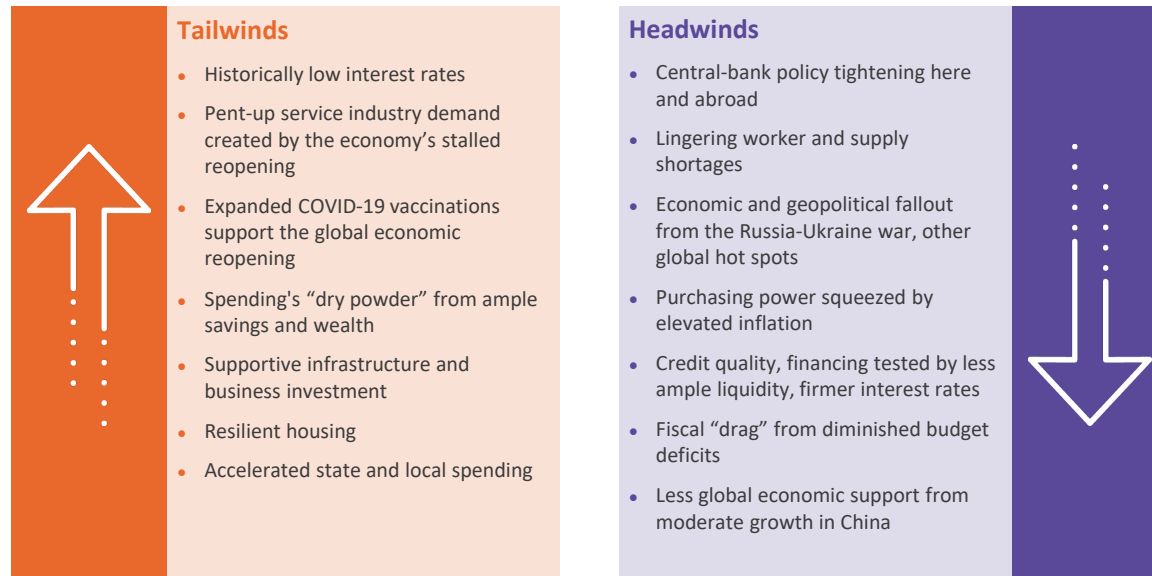 Tailwinds
• Historically low interest rates
• Pent-up service industry demand
created by the economy’s stalled
reopening
• Expanded COVID-19 vaccinations
support the global economic
reopening
• Spending's “dry powder” from ample
savings and wealth
• Supportive infrastructure and
business investment
• Resilient housing
• Accelerated state and local spending
Headwinds
• Central-bank policy tightening here
and abroad
• Lingering worker and supply
shortages
• Economic and geopolitical fallout
from the Russia-Ukraine war, other
global hot spots
• Purchasing power squeezed by
elevated inflation
• Credit quality, financing tested by less
ample liquidity, firmer interest rates
• Fiscal “drag” from diminished budget
deficits
• Less global economic support from
moderate growth in China